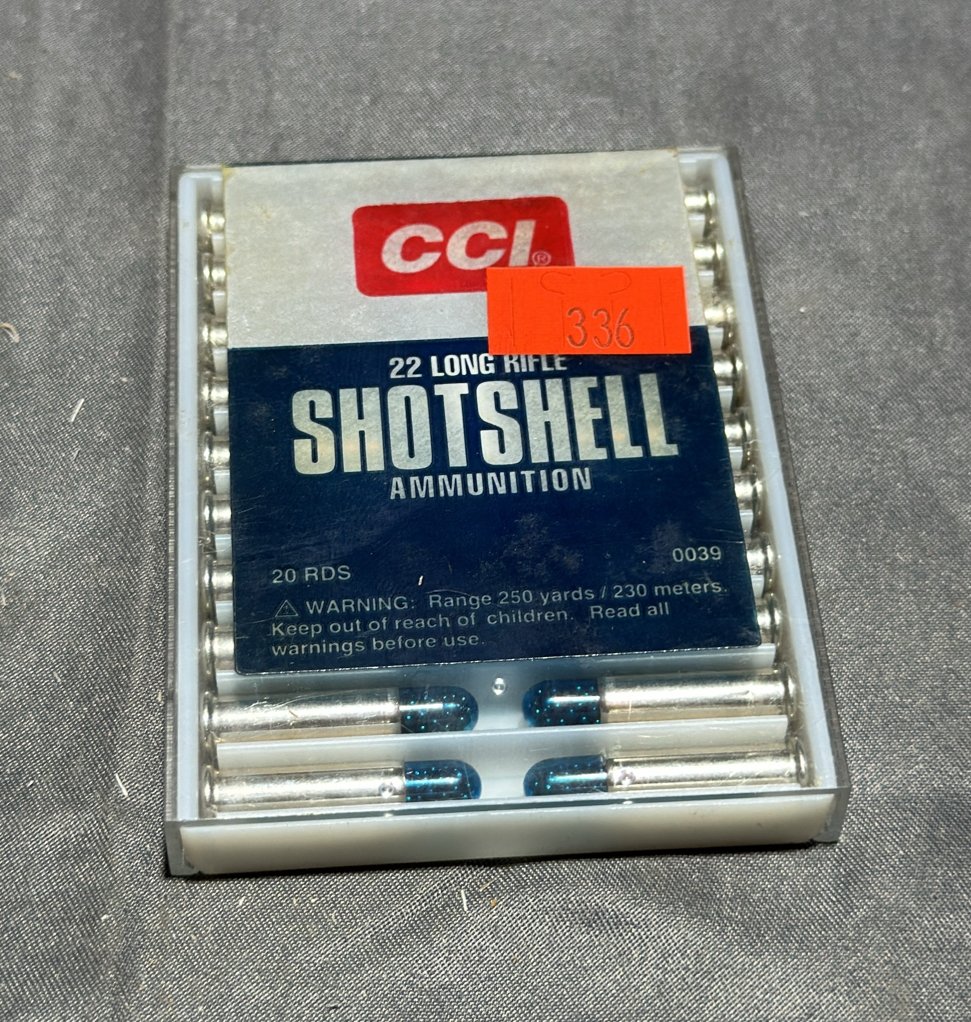 CCI®
336
22 LONG RIFLE
SHOTSHELL
AMMUNITION
0039
20 RDS
⚠ WARNING: Range 250 yards / 230 meters.
Keep out of reach of children. Read all
warnings before use.